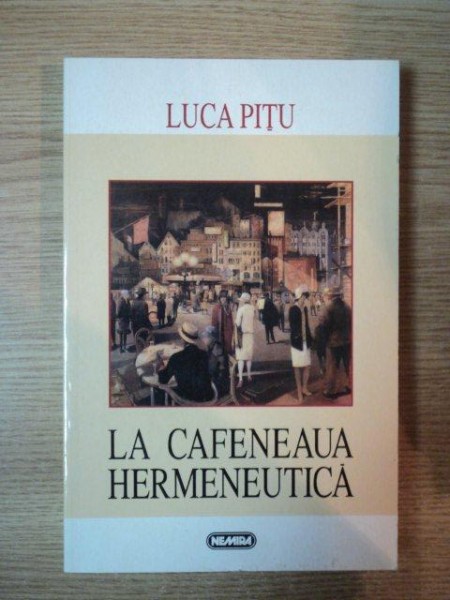 LUCA PIȚU
LA CAFENEAUA
HERMENEUTICĂ
NEMIRA